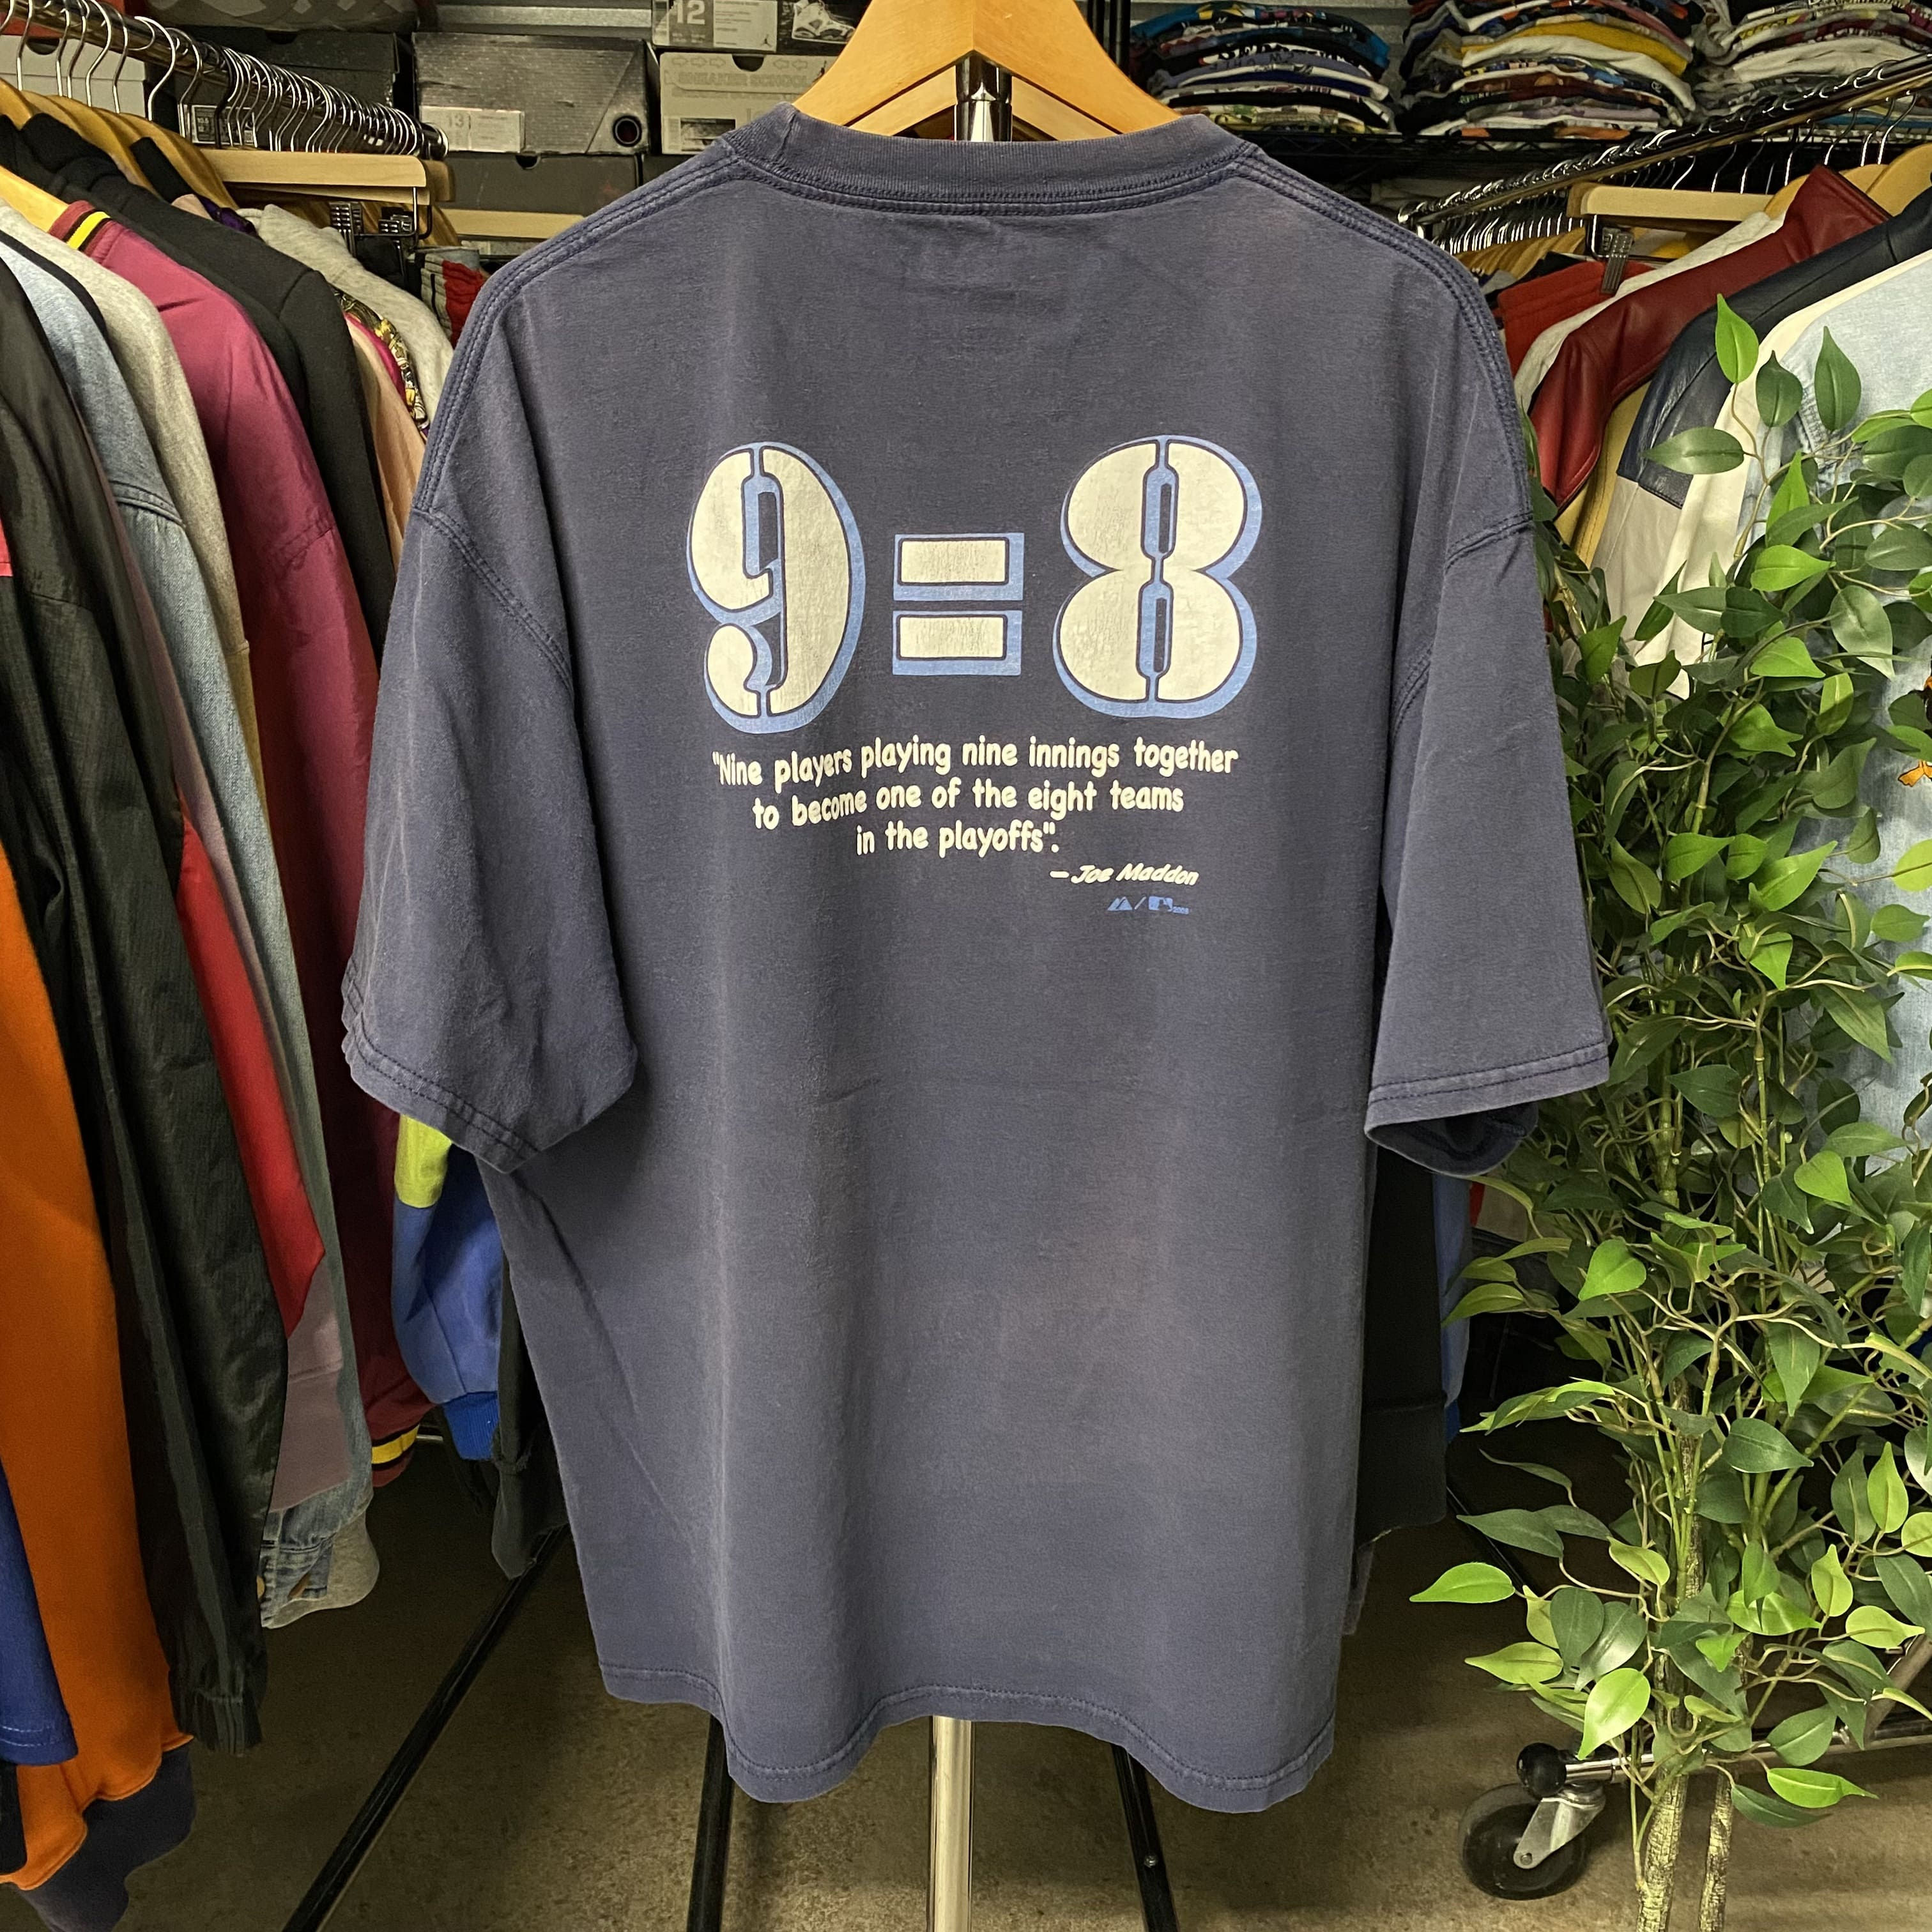 12
9=8
"Nine players playing nine innings together
to become one of the eight teams
in the playoffs".
— Joe Maddon